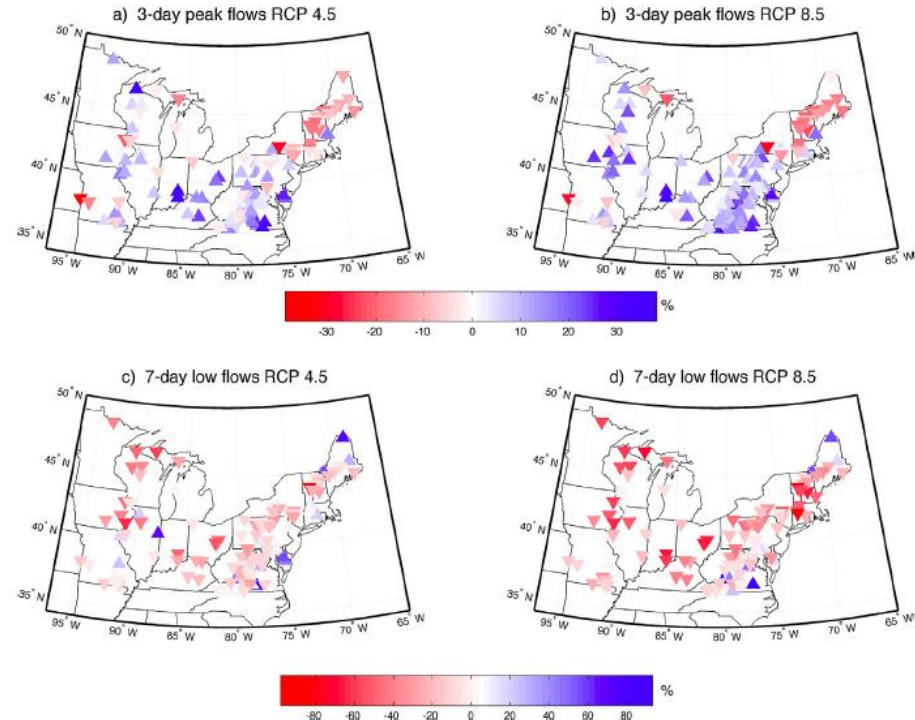 a) 3-day peak flows RCP 4.5
b) 3-day peak flows RCP 8.5
50° N
45° N
40° N
35° N
95° W
90° W
85° W
80° W
75° W
70° W
65° W
50° N
45° N
40° N
35° N
95° W
90° W
85° W
80° W
75° W
70° W
65° W
-30 -20 -10 0 10 20 30
%
c) 7-day low flows RCP 4.5
d) 7-day low flows RCP 8.5
50° N
45° N
40° N
35° N
95° W
90° W
85° W
80° W
75° W
70° W
65° W
50° N
45° N
40° N
35° N
95° W
90° W
85° W
80° W
75° W
70° W
65° W
-80 -60 -40 -20 0 20 40 60 80
%